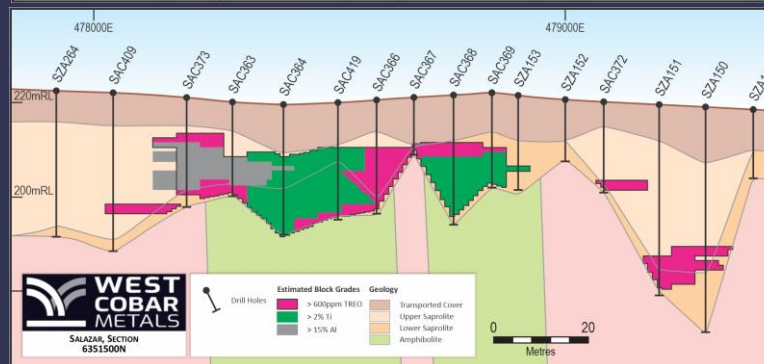 478000E
479000E
SZA264
SAC409
SAC373
SAC363
SAC364
SAC419
SAC366
SAC367
SAC368
SAC369
SZA153
SZA152
SAC372
SZA151
SZA150
220mRL
200mRL
WEST
COBAR
METALS
SALAZAR, SECTION
6351500N
Drill Holes
Estimated Block Grades
> 600ppm TREO
> 2% Ti
> 15% Al
Geology
Transported Cover
Upper Saprolite
Lower Saprolite
Amphibolite
0 20
Metres